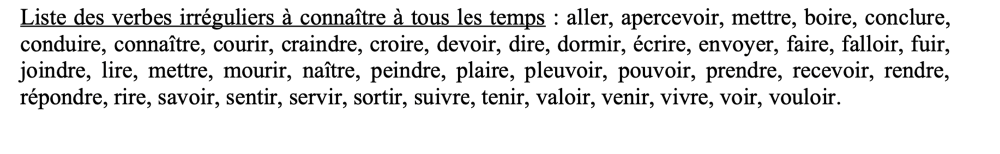 Liste des verbes irréguliers à connaître à tous les temps : aller, apercevoir, mettre, boire, conclure,
conduire, connaître, courir, craindre, croire, devoir, dire, dormir, écrire, envoyer, faire, falloir, fuir,
joindre, lire, mettre, mourir, naître, peindre, plaire, pleuvoir, pouvoir, prendre, recevoir, rendre,
répondre, rire, savoir, sentir, servir, sortir, suivre, tenir, valoir, venir, vivre, voir, vouloir.